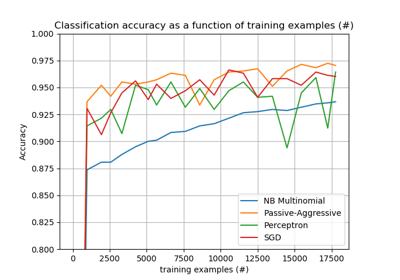 Classification accuracy as a function of training examples (#)
1.000
0.975
0.950
0.925
0.900
0.875
0.850
0.825
0.800
Accuracy
NB Multinomial
Passive-Aggressive
Perceptron
SGD
0 2500 5000 7500 10000 12500 15000 17500
training examples (#)